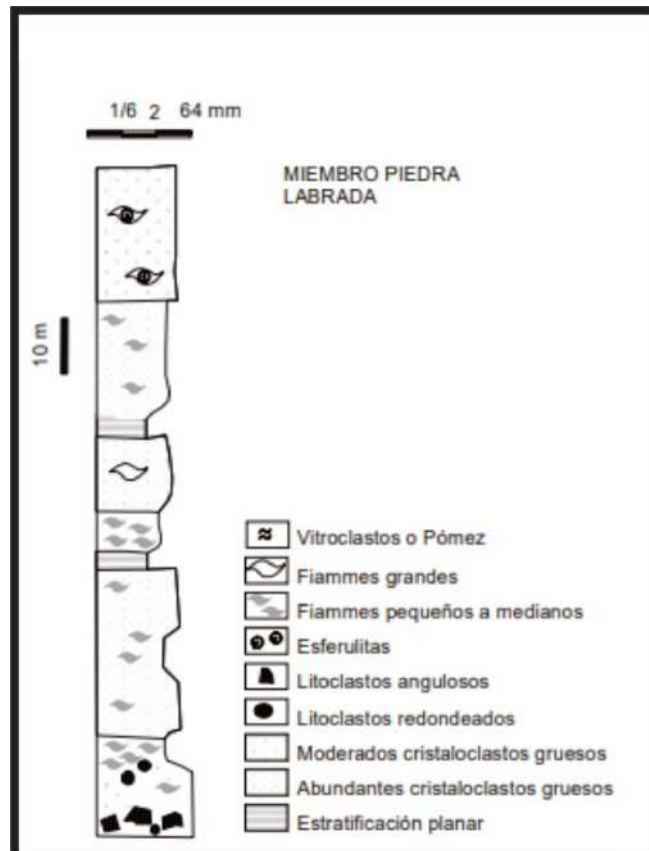 1/6 2 64 mm
MIEMBRO PIEDRA
LABRADA
10 m
Vitroclastos o Pómez
Fiammes grandes
Fiammes pequeños a medianos
Esferulitas
Litoclastos angulosos
Litoclastos redondeados
Moderados cristaloclastos gruesos
Abundantes cristaloclastos gruesos
Estratificación planar